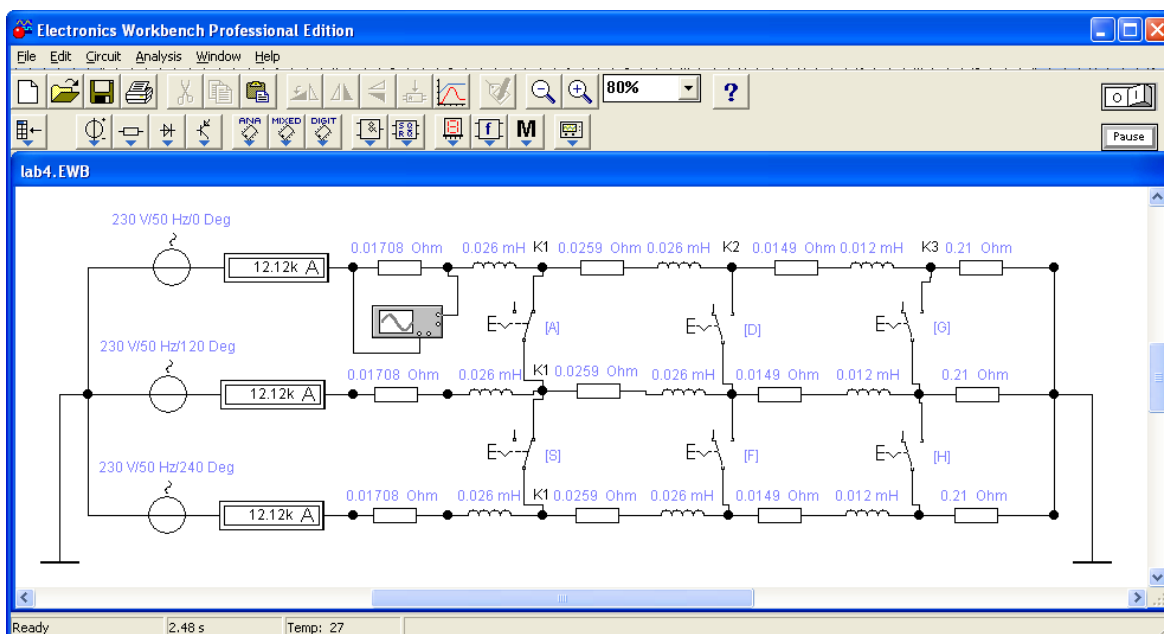 Electronics Workbench Professional Edition
File Edit Circuit Analysis Window Help
80% ?
ANA MIXED DIGIT & M
f
Pause
lab4.EWB
230 V/50 Hz/0 Deg
0.01708 Ohm 0.026 mH K1 0.0259 Ohm 0.026 mH K2 0.0149 Ohm 0.012 mH K3 0.21 Ohm
12.12k A
[A] [D] [G]
230 V/50 Hz/120 Deg
0.01708 Ohm 0.026 mH K1 0.0259 Ohm 0.026 mH 0.0149 Ohm 0.012 mH 0.21 Ohm
12.12k A
[S] [F] [H]
230 V/50 Hz/240 Deg
0.01708 Ohm 0.026 mH K1 0.0259 Ohm 0.026 mH 0.0149 Ohm 0.012 mH 0.21 Ohm
12.12k A
Ready 2.48 s Temp: 27